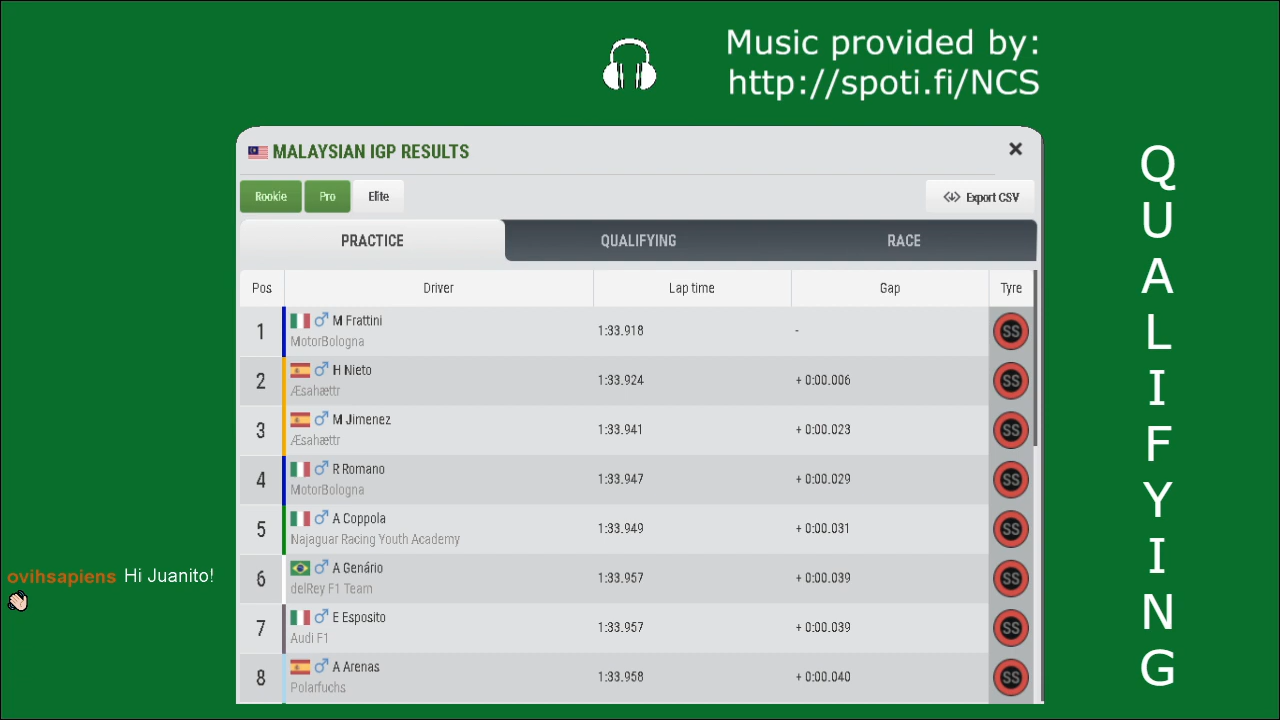 Music provided by:
http://spoti.fi/NCS
MALAYSIAN IGP RESULTS
Rookie Pro Elite Export CSV
PRACTICE QUALIFYING RACE
Pos Driver Lap time Gap Tyre
1 M Frattini 1:33.918 - SS
MotorBologna
2 H Nieto 1:33.924 + 0:00.006 SS
Æsahættr
3 M Jimenez 1:33.941 + 0:00.023 SS
Æsahættr
4 R Romano 1:33.947 + 0:00.029 SS
MotorBologna
5 A Coppola 1:33.949 + 0:00.031 SS
Najaguar Racing Youth Academy
6 A Genário 1:33.957 + 0:00.039 SS
delRey F1 Team
7 E Esposito 1:33.957 + 0:00.039 SS
Audi F1
8 A Arenas 1:33.958 + 0:00.040 SS
Polarfuchs
ovihsapiens Hi Juanito!
QUALIFYING